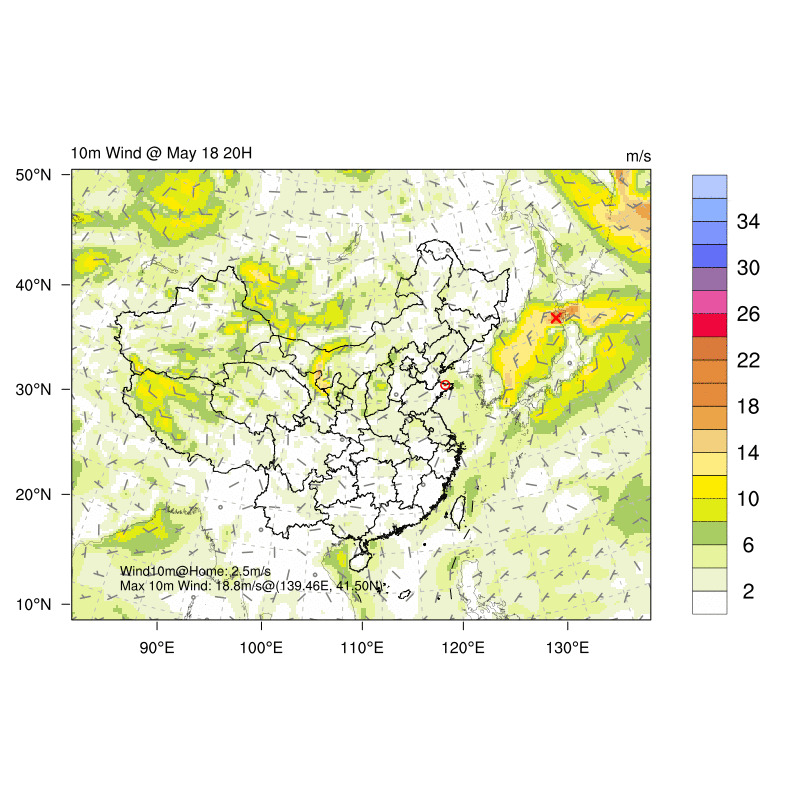 10m Wind @ May 18 20H
m/s
50°N
40°N
30°N
20°N
10°N
90°E 100°E 110°E 120°E 130°E
Wind10m@Home: 2.5m/s
Max 10m Wind: 18.8m/s@(139.46E, 41.50N)
34
30
26
22
18
14
10
6
2